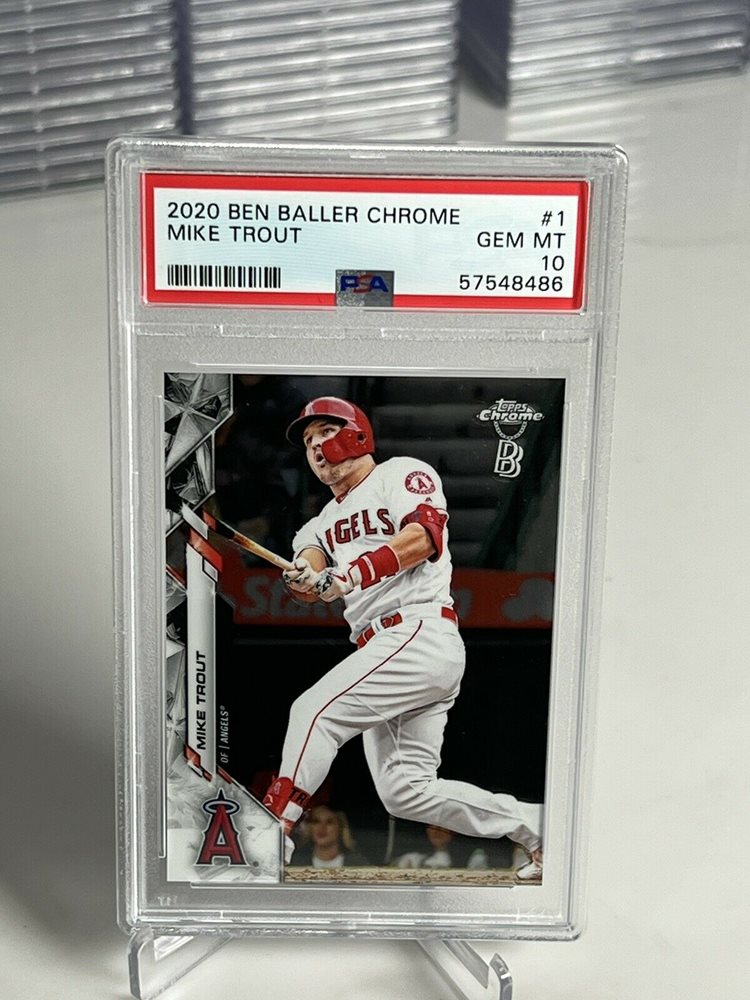 2020 BEN BALLER CHROME #1
MIKE TROUT GEM MT
10
PSA 57548486
Topps
Chrome
B
A
ANGELS
MIKE TROUT
OF | ANGELS®
A